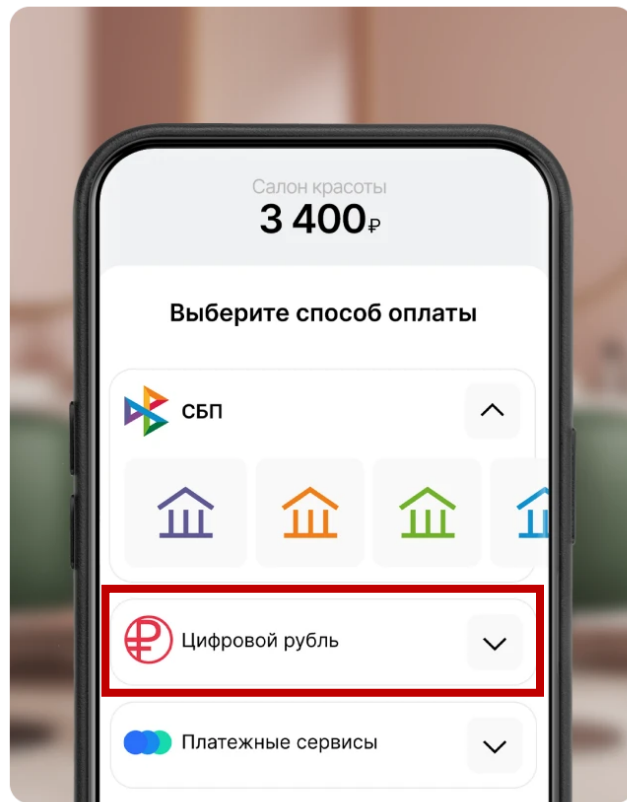 Салон красоты
3 400₽
Выберите способ оплаты
СБП
Цифровой рубль
Платежные сервисы